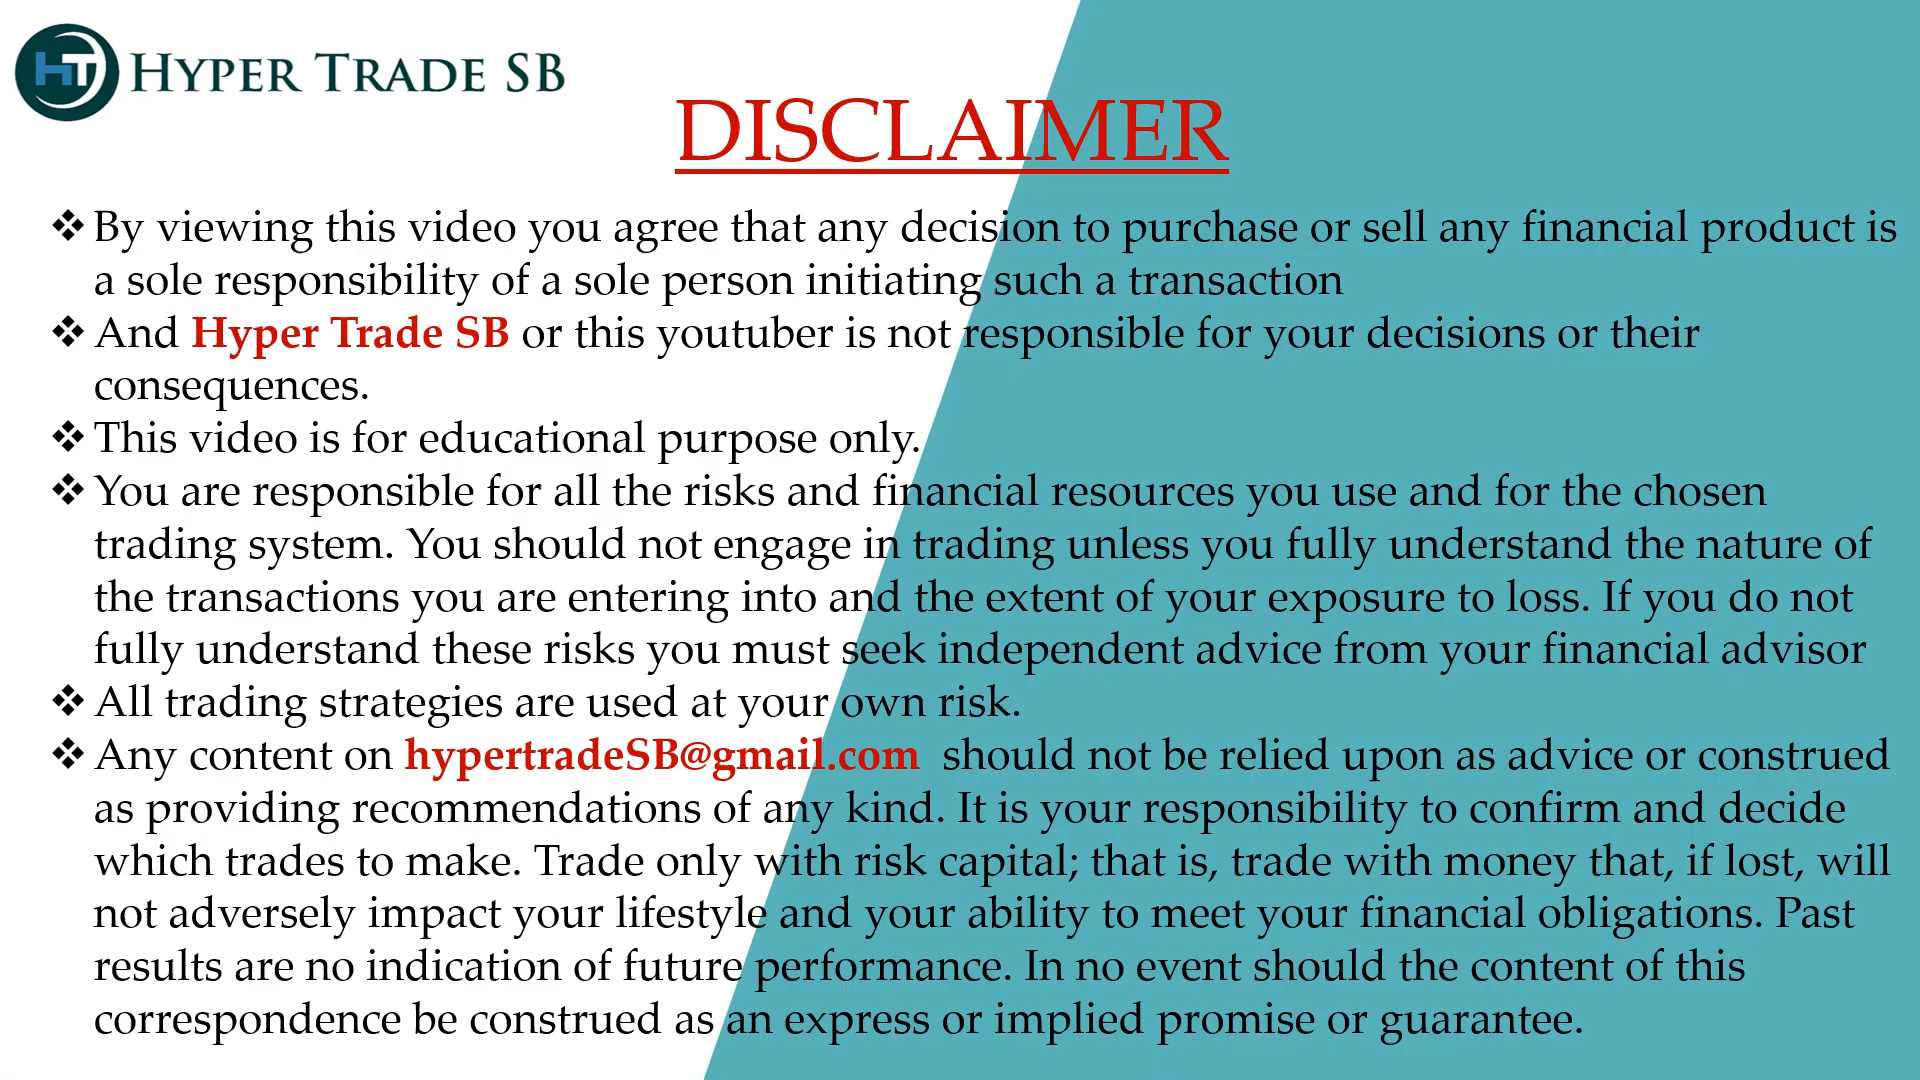 HT HYPER TRADE SB
DISCLAIMER
❖ By viewing this video you agree that any decision to purchase or sell any financial product is
a sole responsibility of a sole person initiating such a transaction
❖ And Hyper Trade SB or this youtuber is not responsible for your decisions or their
consequences.
❖ This video is for educational purpose only.
❖ You are responsible for all the risks and financial resources you use and for the chosen
trading system. You should not engage in trading unless you fully understand the nature of
the transactions you are entering into and the extent of your exposure to loss. If you do not
fully understand these risks you must seek independent advice from your financial advisor
❖ All trading strategies are used at your own risk.
❖ Any content on hypertradeSB@gmail.com should not be relied upon as advice or construed
as providing recommendations of any kind. It is your responsibility to confirm and decide
which trades to make. Trade only with risk capital; that is, trade with money that, if lost, will
not adversely impact your lifestyle and your ability to meet your financial obligations. Past
results are no indication of future performance. In no event should the content of this
correspondence be construed as an express or implied promise or guarantee.